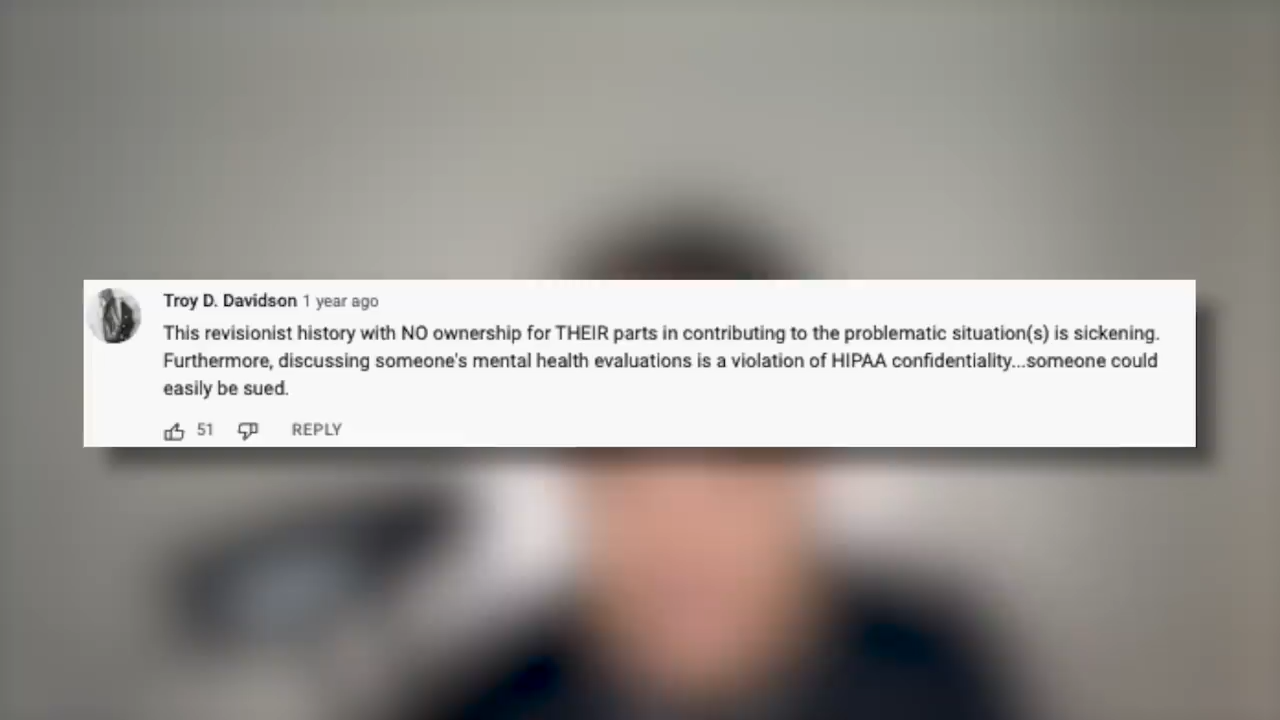 Troy D. Davidson 1 year ago
This revisionist history with NO ownership for THEIR parts in contributing to the problematic situation(s) is sickening.
Furthermore, discussing someone's mental health evaluations is a violation of HIPAA confidentiality...someone could
easily be sued.
51 REPLY